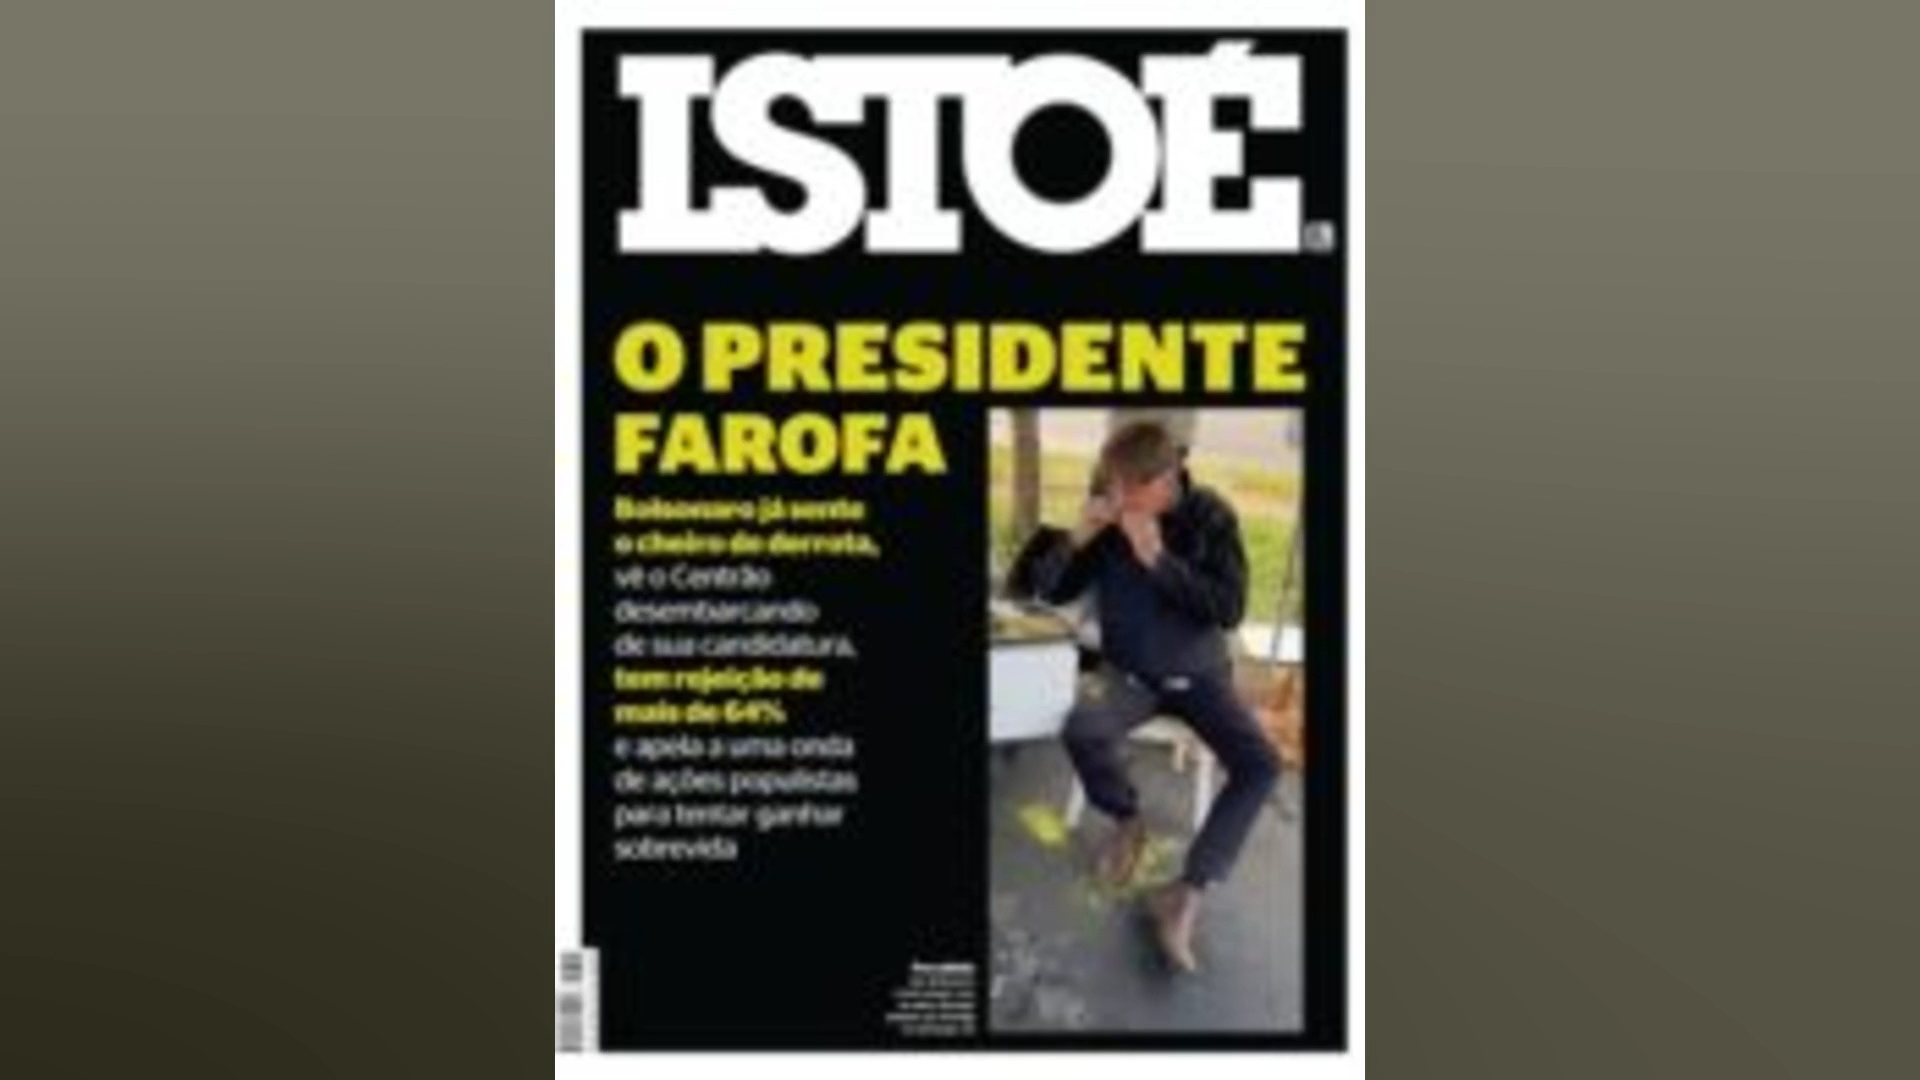 ISTOÉ
O PRESIDENTE
FAROFA
Bolsonaro já sente
o cheiro de derrota,
vê o Centrão
desembarcando
de sua candidatura,
tem rejeição de
mais de 64%
e apela a uma onda
de ações populistas
para tentar ganhar
sobrevida